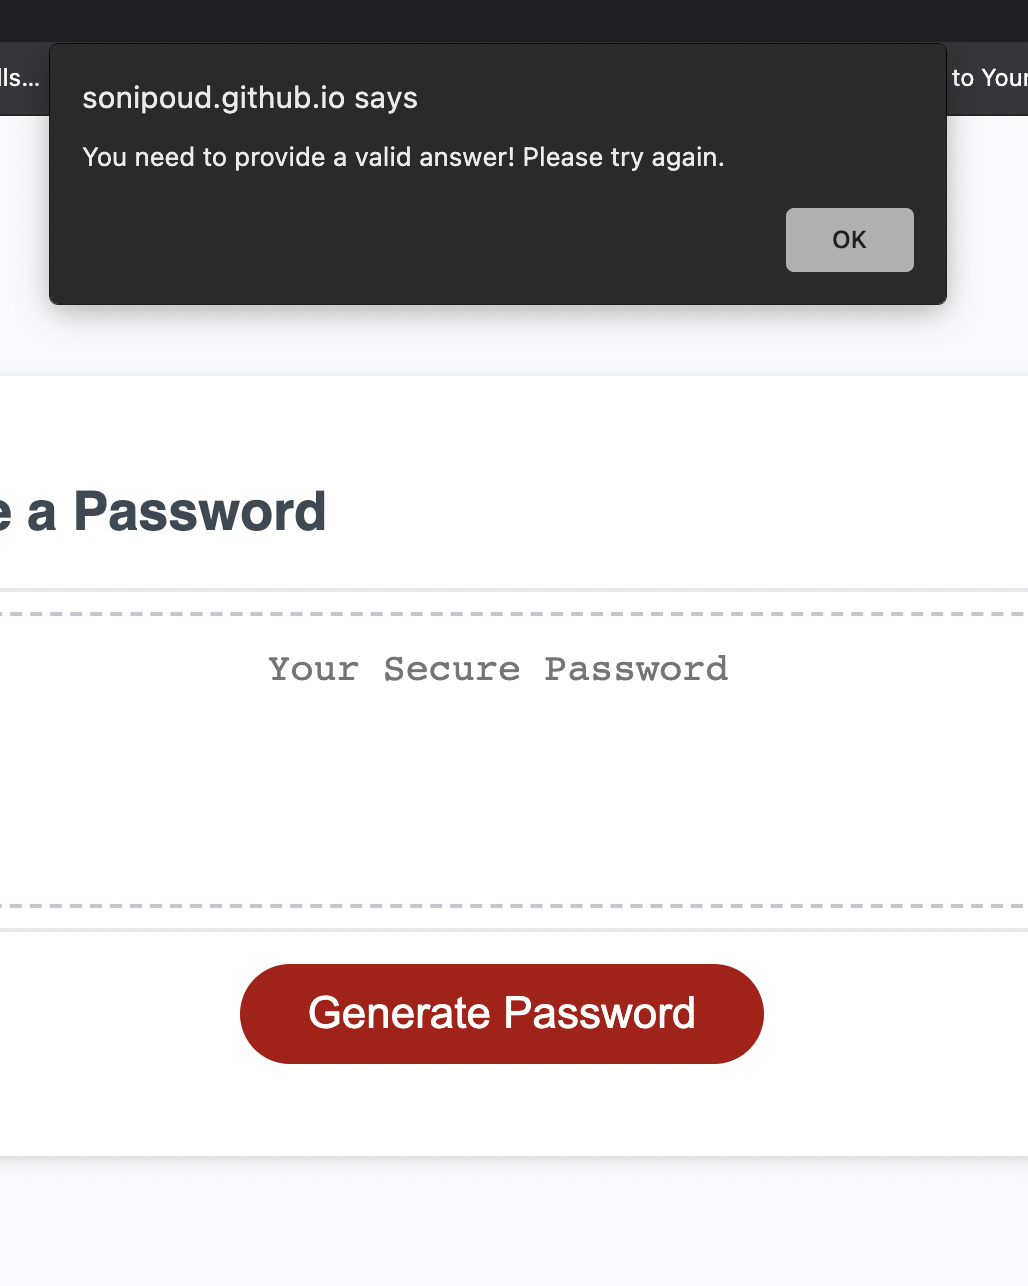 lls...
to Your
sonipoud.github.io says
You need to provide a valid answer! Please try again.
OK
e a Password
Your Secure Password
Generate Password